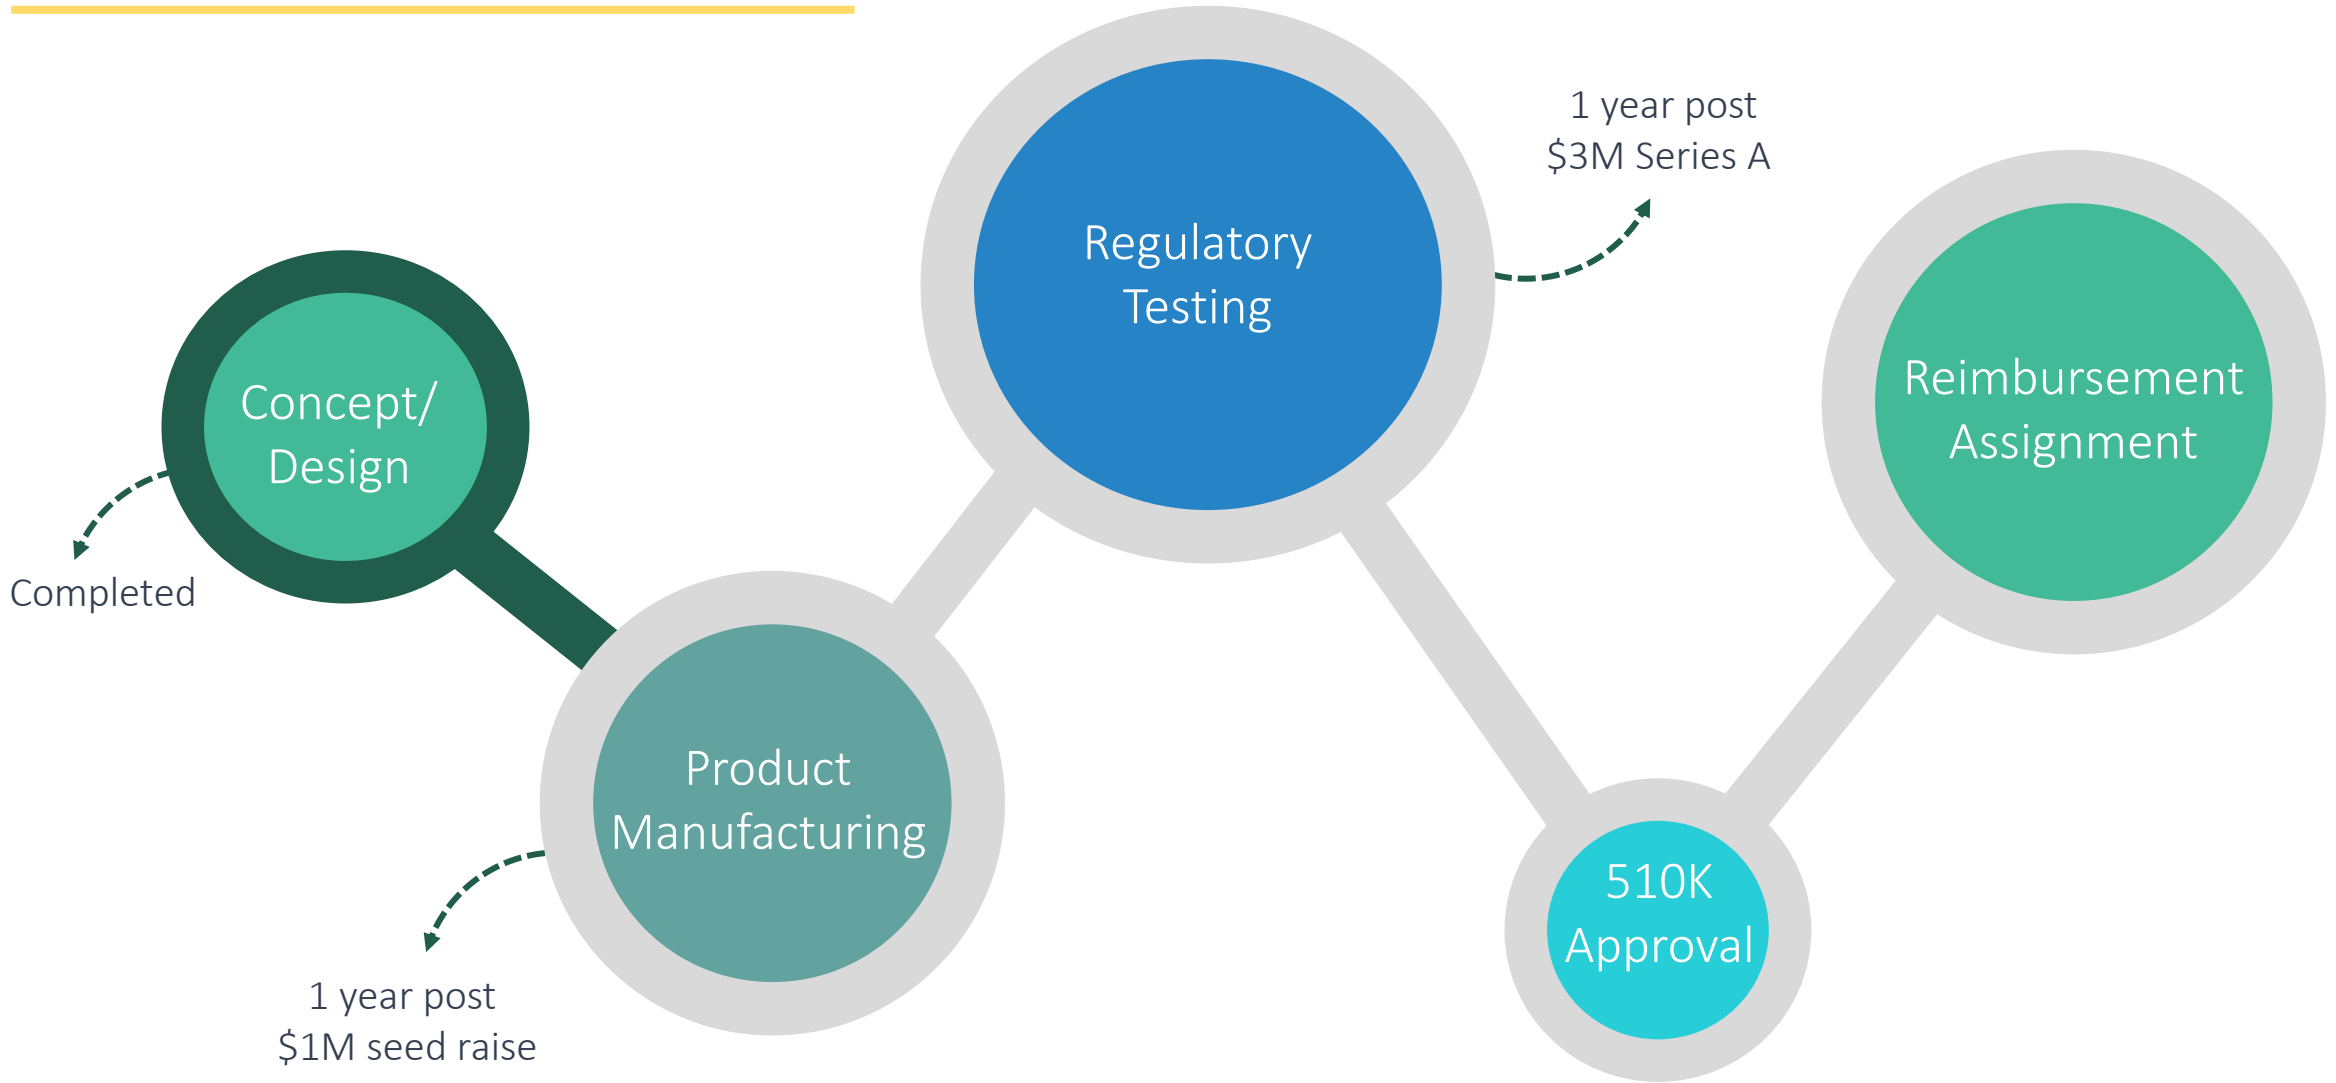 Concept/
Design
Completed
Product
Manufacturing
1 year post
$1M seed raise
Regulatory
Testing
1 year post
$3M Series A
510K
Approval
Reimbursement
Assignment